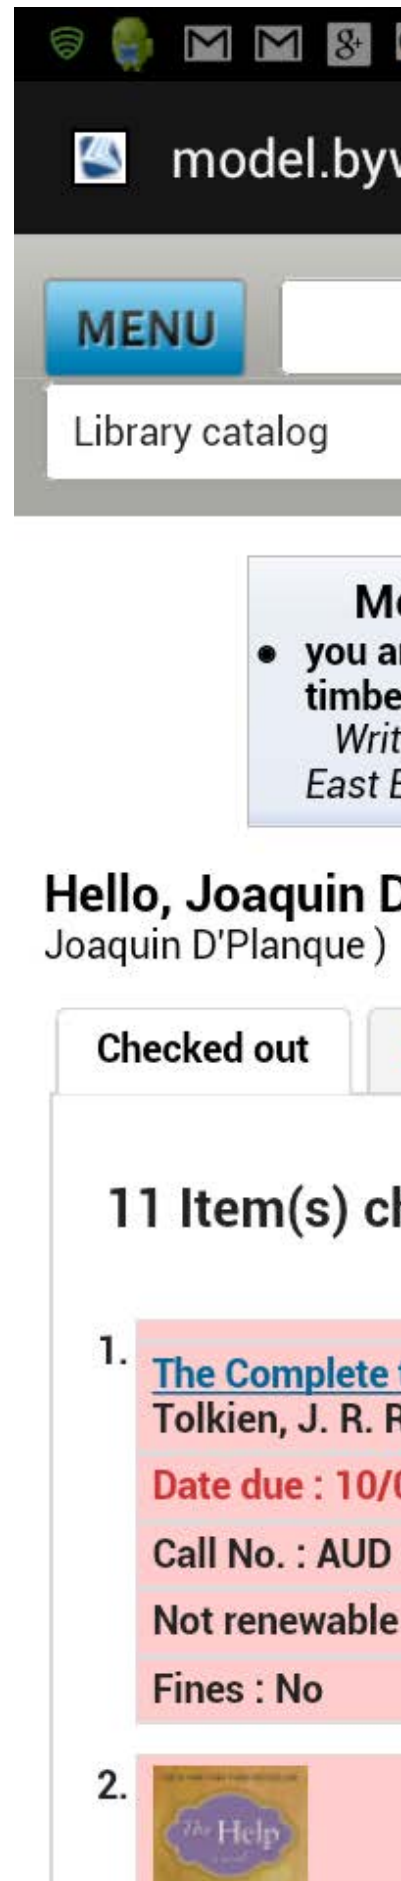 model.byw
MENU
Library catalog
Mo
you ar
timbe
Writ
East B
Hello, Joaquin D
Joaquin D'Planque )
Checked out
11 Item(s) ch
1.
The Complete t
Tolkien, J. R. R
Date due : 10/0
Call No. : AUD
Not renewable
Fines : No
2.
The Help